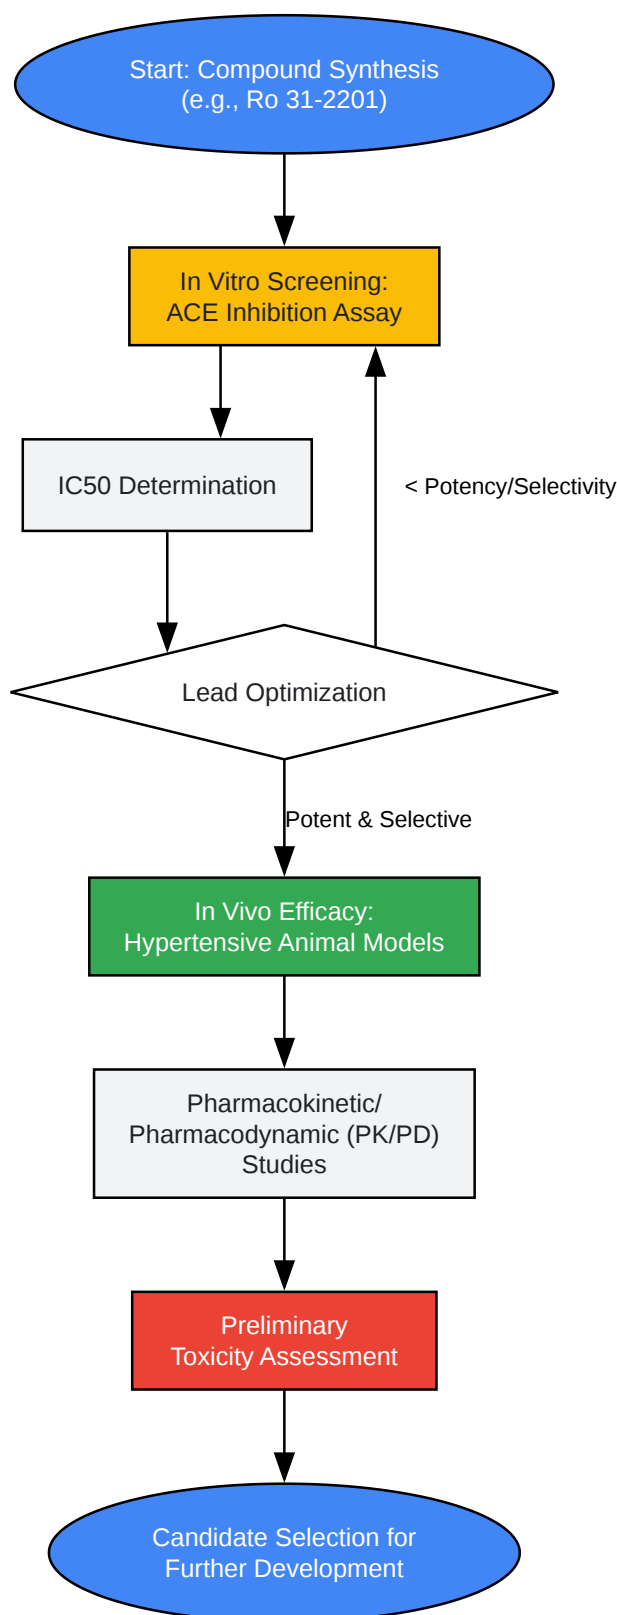 Start: Compound Synthesis
(e.g., Ro 31-2201)
In Vitro Screening:
ACE Inhibition Assay
IC50 Determination
< Potency/Selectivity
Lead Optimization
Potent & Selective
In Vivo Efficacy:
Hypertensive Animal Models
Pharmacokinetic/
Pharmacodynamic (PK/PD)
Studies
Preliminary
Toxicity Assessment
Candidate Selection for
Further Development